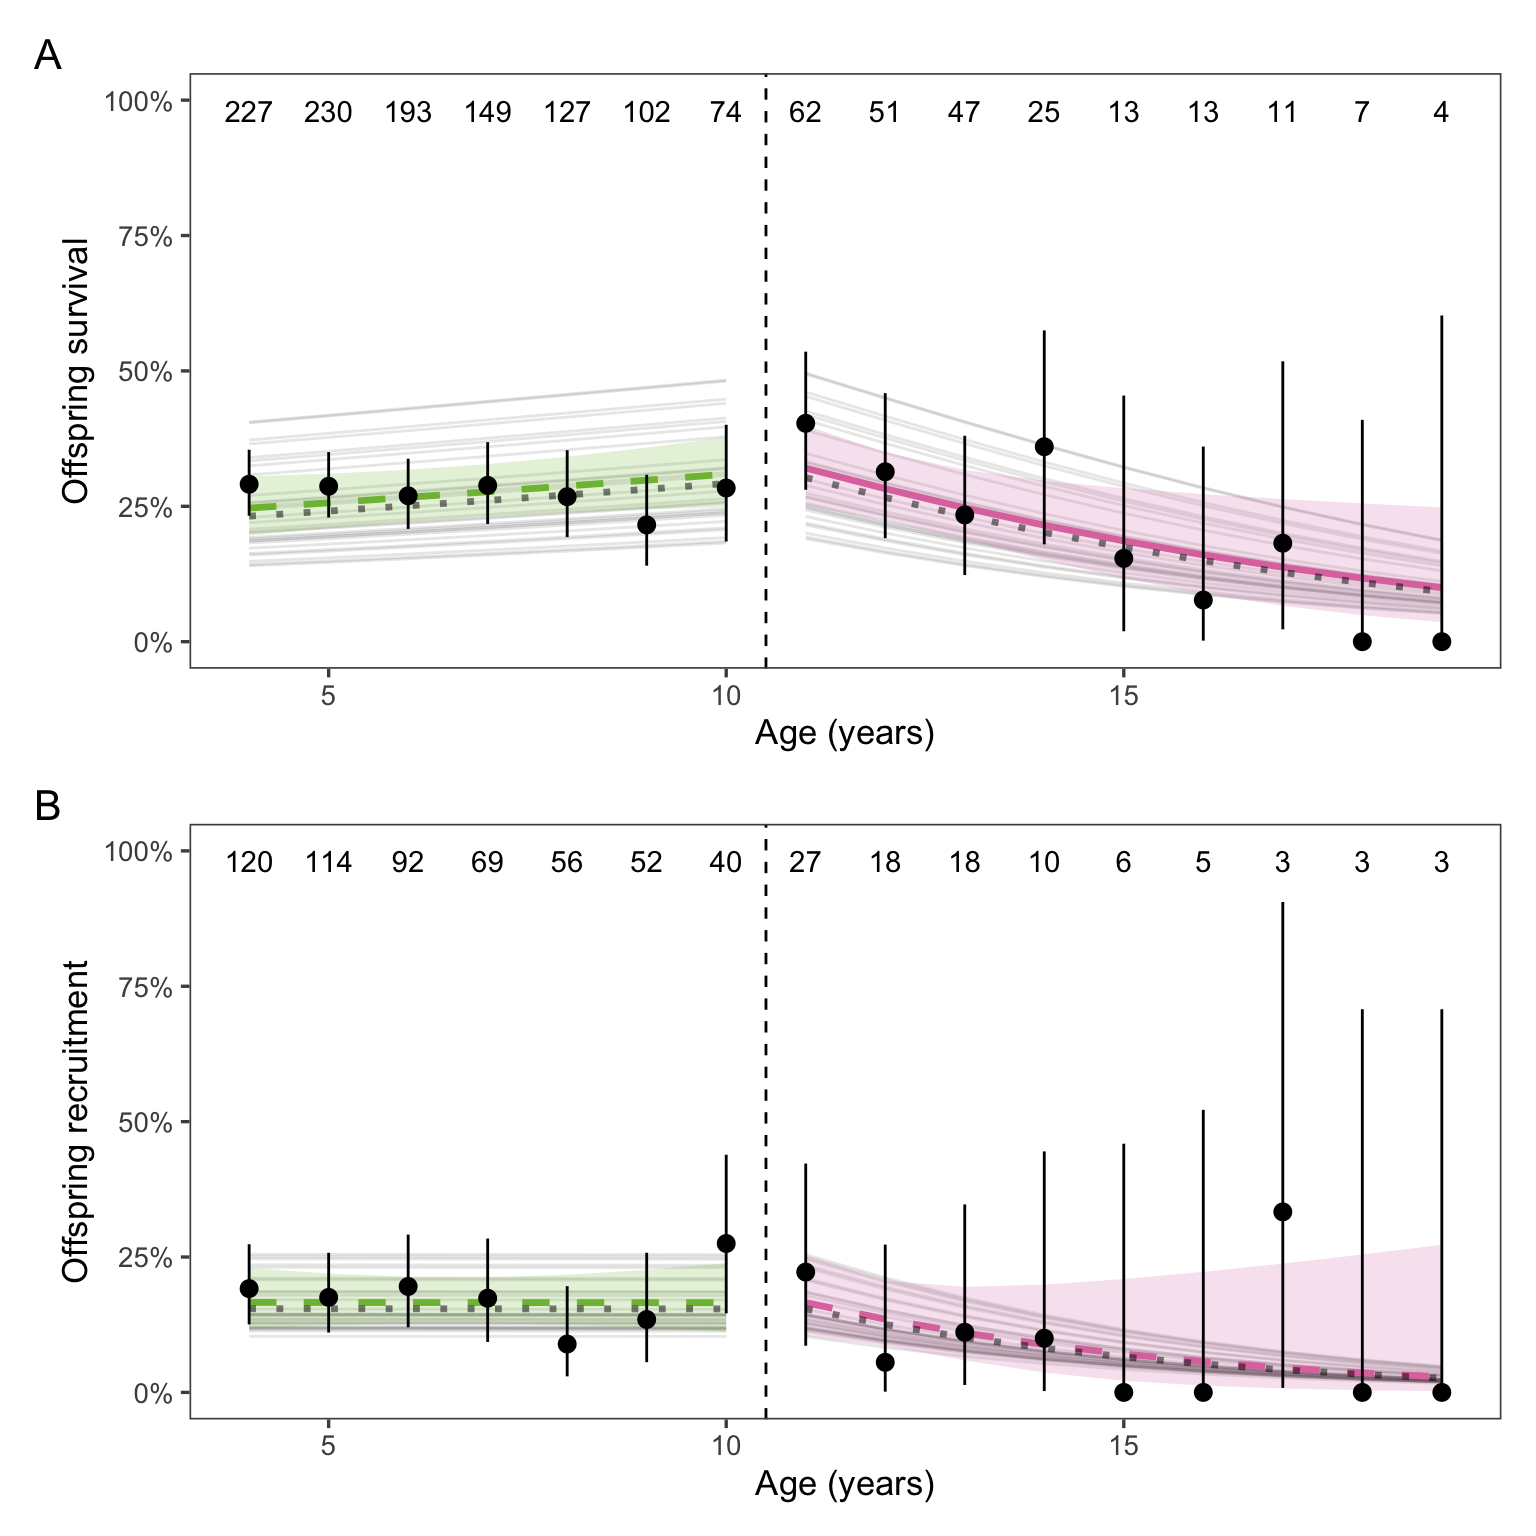 A
100%
227 230 193 149 127 102 74 62 51 47 25 13 13 11 7 4
75%
50%
25%
0%
Offspring survival
5 10 15
Age (years)
B
100%
120 114 92 69 56 52 40 27 18 18 10 6 5 3 3 3
75%
50%
25%
0%
Offspring recruitment
5 10 15
Age (years)